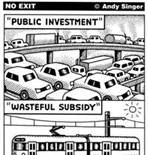 NO EXIT © Andy Singer
"PUBLIC INVESTMENT"
"WASTEFUL SUBSIDY"